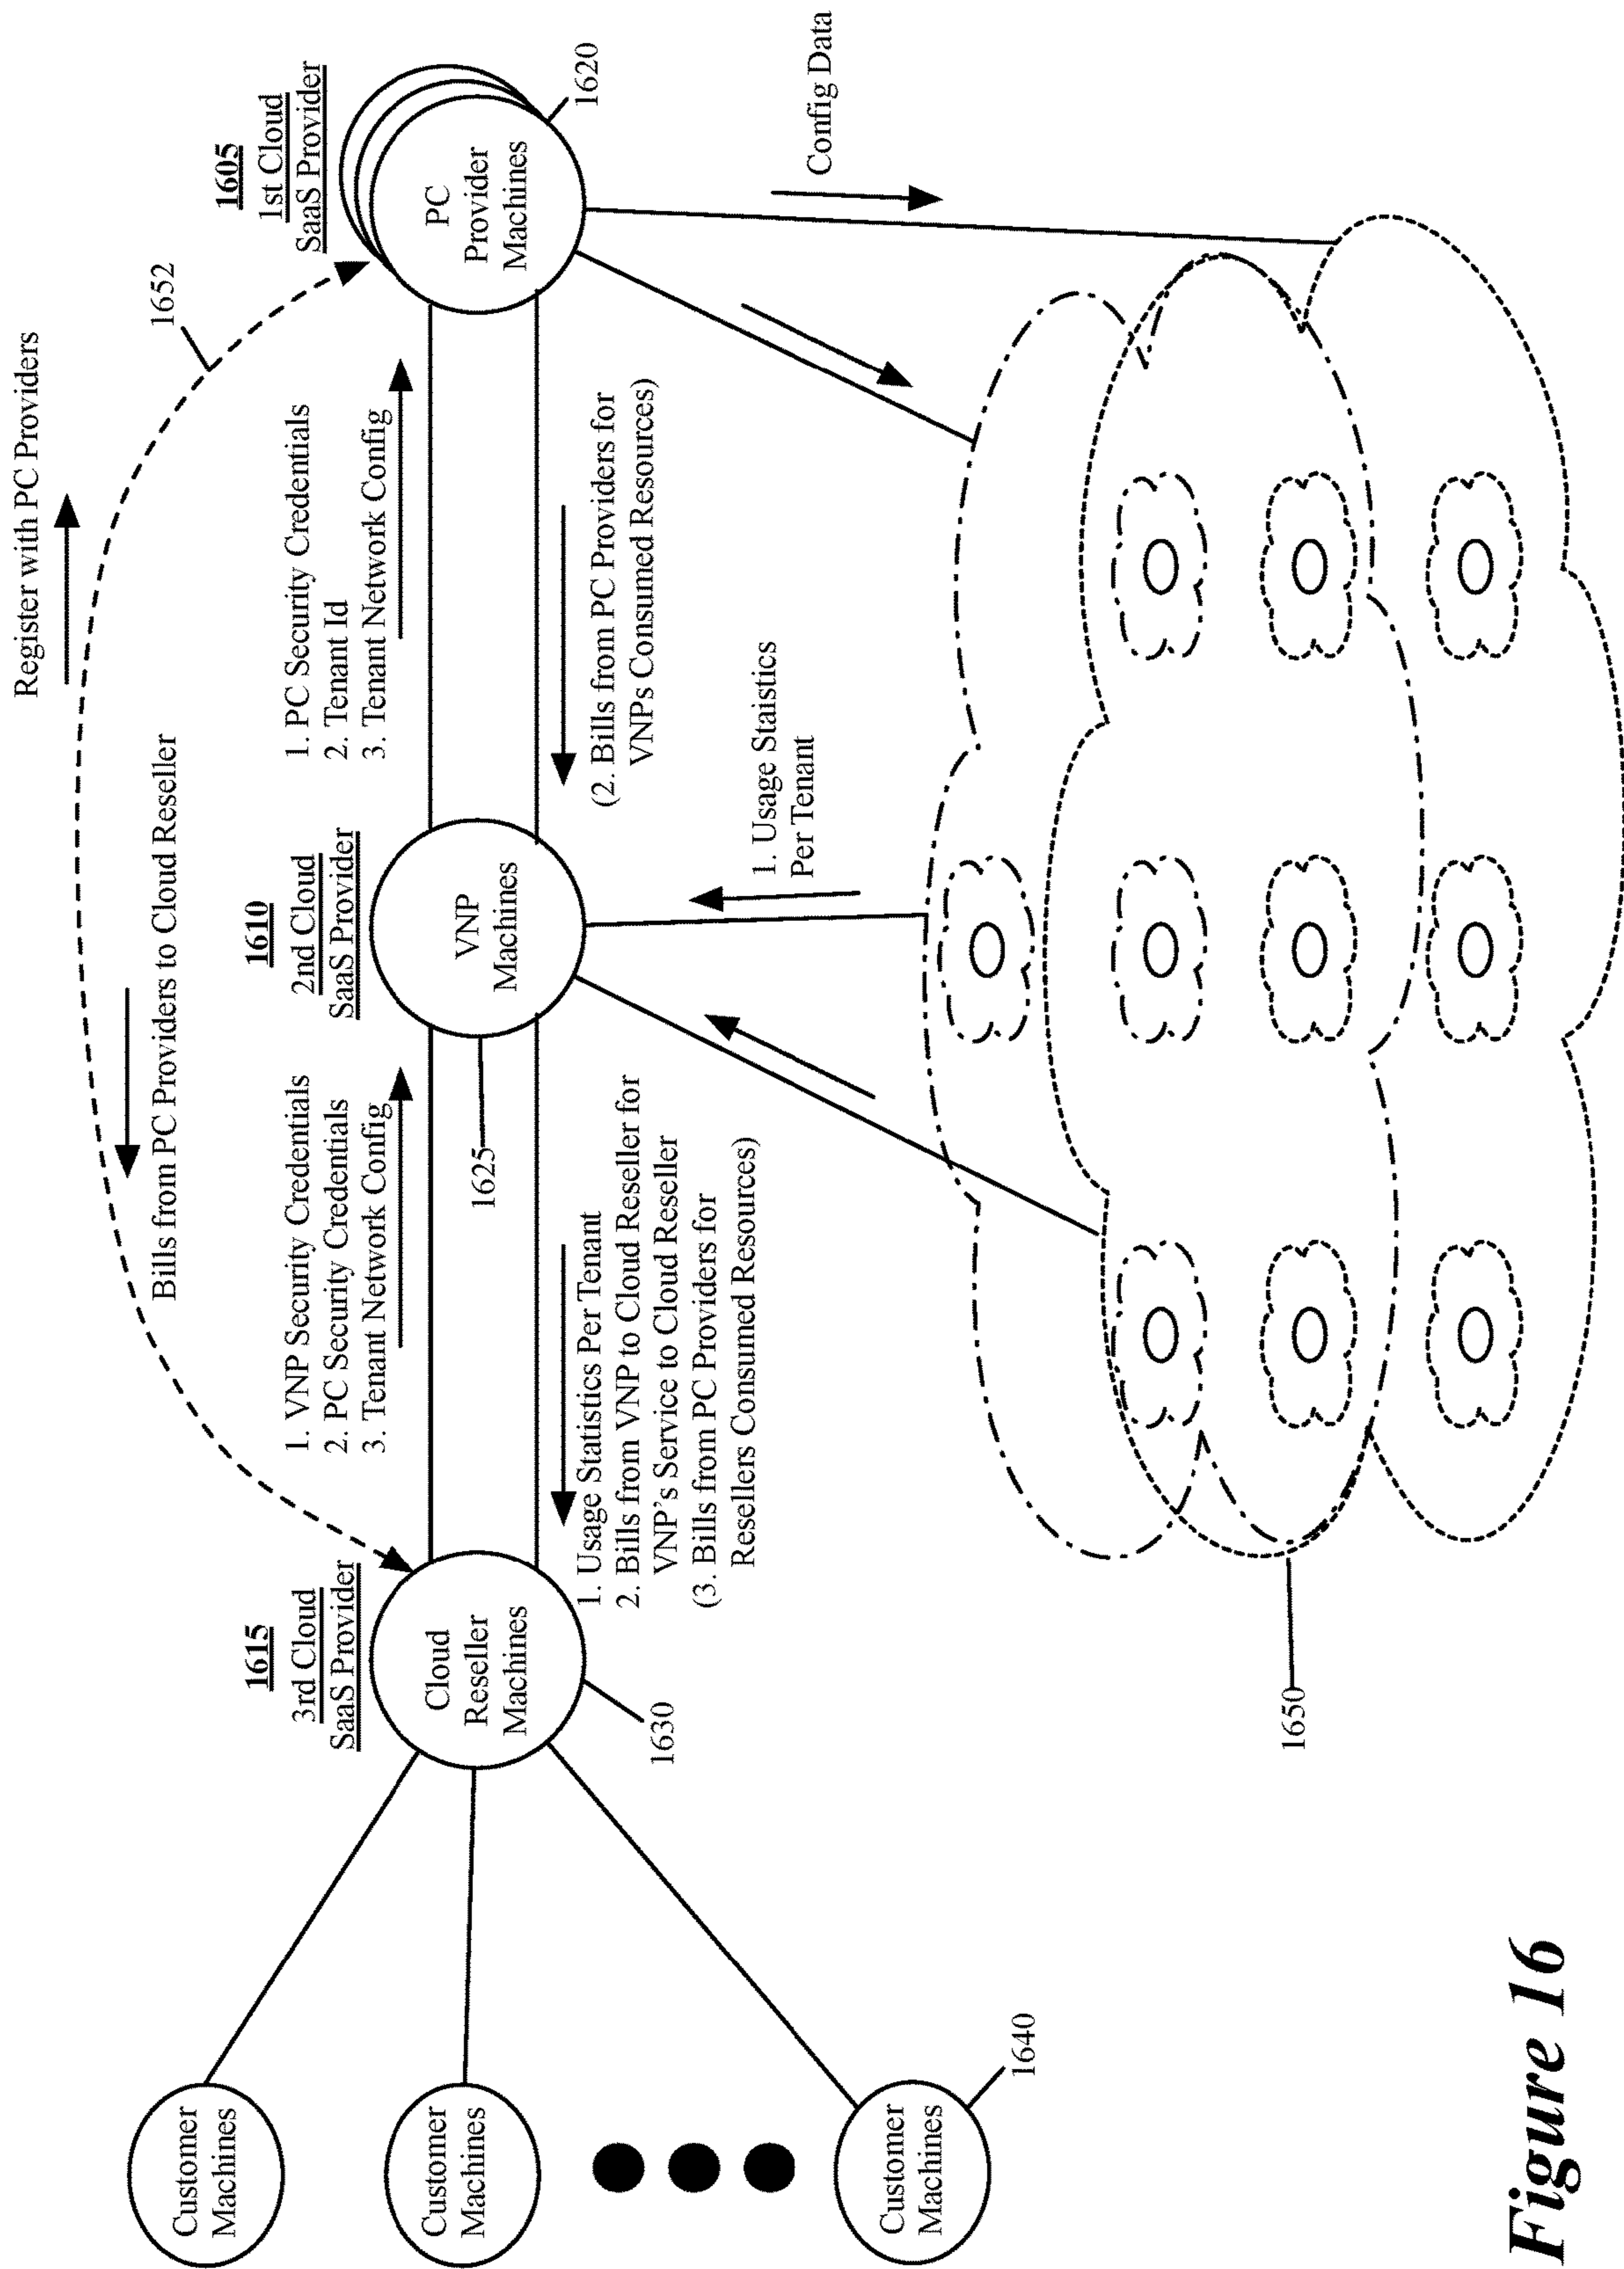 Register with PC Providers
1652
Bills from PC Providers to Cloud Reseller
1615
3rd Cloud
SaaS Provider
1610
2nd Cloud
SaaS Provider
1605
1st Cloud
SaaS Provider
1. VNP Security Credentials
2. PC Security Credentials
3. Tenant Network Config
1. PC Security Credentials
2. Tenant Id
3. Tenant Network Config
Customer
Machines
Customer
Machines
Customer
Machines
1640
Cloud
Reseller
Machines
1630
VNP
Machines
1625
PC
Provider
Machines
1620
1. Usage Statistics Per Tenant
2. Bills from VNP to Cloud Reseller for
VNP's Service to Cloud Reseller
(3. Bills from PC Providers for
Resellers Consumed Resources)
(2. Bills from PC Providers for
VNPs Consumed Resources)
1. Usage Staistics
Per Tenant
Config Data
1650
Figure 16